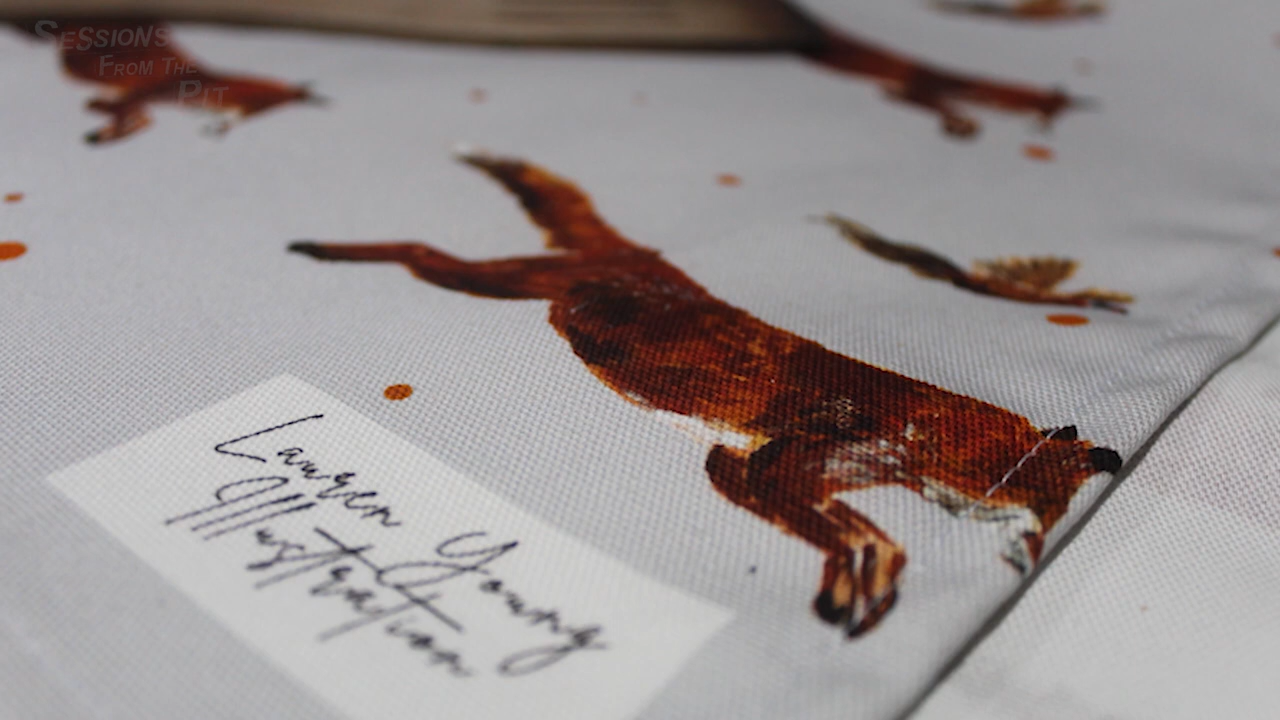 SESSIONS
FROM THE
PIT
Lauren Young
Illustration